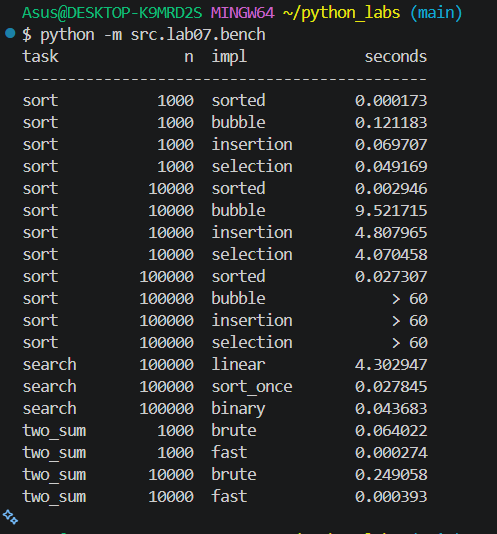 Asus@DESKTOP-K9MRD2S MINGW64 ~/python_labs (main)
$ python -m src.lab07.bench
task n impl seconds
---------------------------------------------
sort 1000 sorted 0.000173
sort 1000 bubble 0.121183
sort 1000 insertion 0.069707
sort 1000 selection 0.049169
sort 10000 sorted 0.002946
sort 10000 bubble 9.521715
sort 10000 insertion 4.807965
sort 10000 selection 4.070458
sort 100000 sorted 0.027307
sort 100000 bubble > 60
sort 100000 insertion > 60
sort 100000 selection > 60
search 100000 linear 4.302947
search 100000 sort_once 0.027845
search 100000 binary 0.043683
two_sum 1000 brute 0.064022
two_sum 1000 fast 0.000274
two_sum 10000 brute 0.249058
two_sum 10000 fast 0.000393